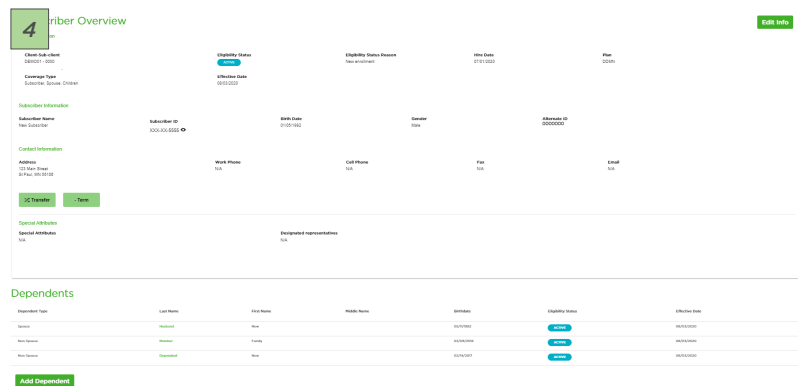 4
criber Overview
Edit Info
Client-Sub-client Eligibility Status Eligibility Status Reason Hire Date Plan
DEMO01 - 0000 ACTIVE New enrollment 07/01/2020 DDMN
Coverage Type Effective Date
Subscriber, Spouse, Children 08/03/2020
Subscriber Information
Subscriber Name Subscriber ID Birth Date Gender Alternate ID
New Subscriber XXX-XX-5555 01/05/1982 Male 0000000
Contact Information
Address Work Phone Cell Phone Fax Email
123 Main Street N/A N/A N/A N/A
St Paul, MN 55108
Transfer - Term
Special Attributes
Special Attributes Designated representatives
N/A N/A
Dependents
Dependent Type Last Name First Name Middle Name Birthdate Eligibility Status Effective Date
Spouse Husband New ACTIVE 08/03/2020
Non-Spouse Member Family ACTIVE 08/03/2020
Non-Spouse Dependent New ACTIVE 08/03/2020
Add Dependent